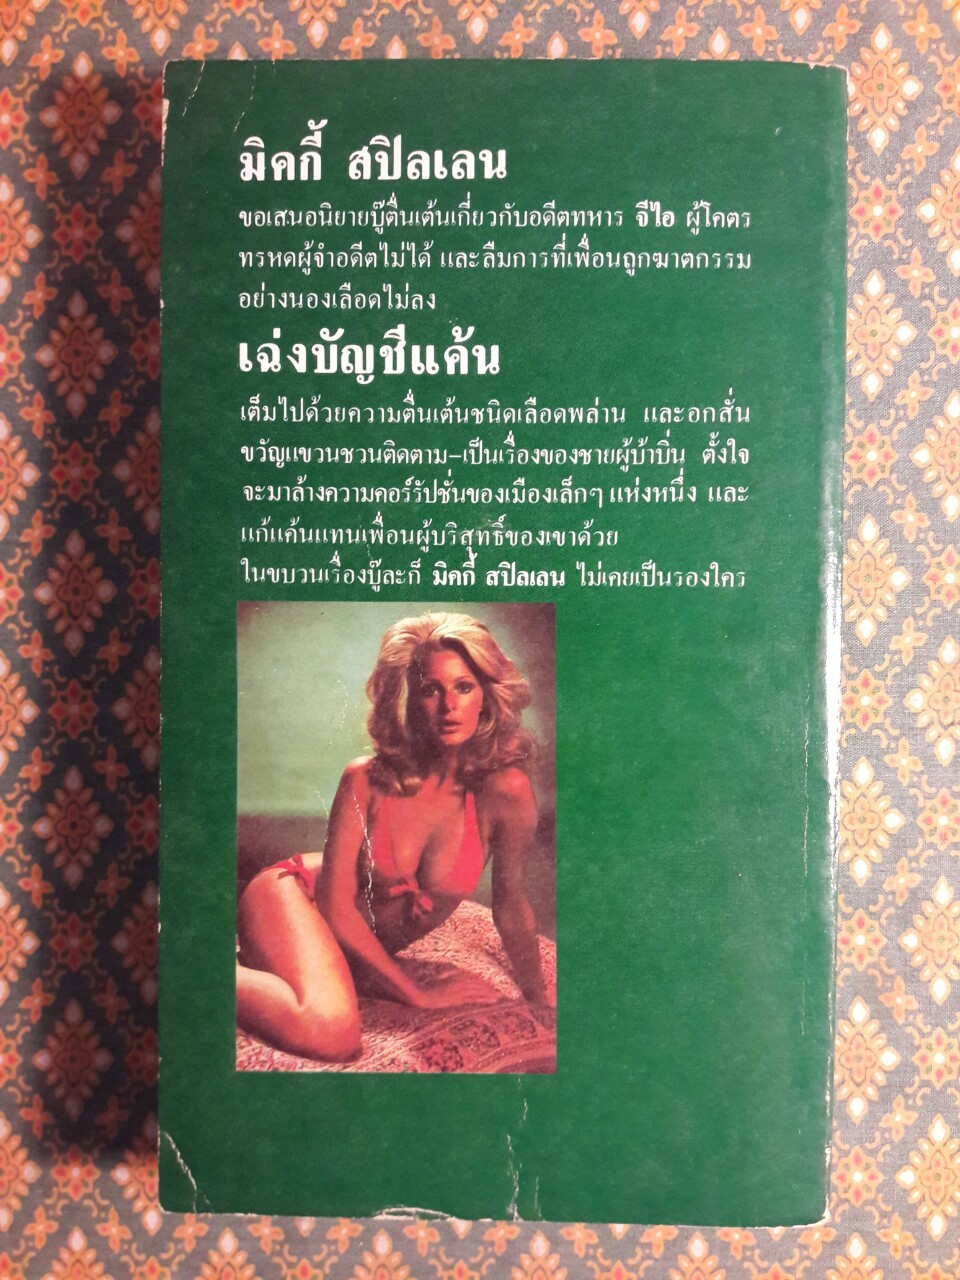 มิคกี้ สปิลเลน
ขอเสนอนิยายบู๊ตื่นเต้นเกี่ยวกับอดีตทหาร จีไอ ผู้โคตร
ทรหดผู้จำอดีตไม่ได้ และลืมการที่เพื่อนถูกฆาตกรรม
อย่างนองเลือดไม่ลง
เฉ่งบัญชีแค้น
เต็มไปด้วยความตื่นเต้นชนิดเลือดพล่าน และอกสั่น
ขวัญแขวนชวนติดตาม–เป็นเรื่องของชายผู้บ้าบิ่น ตั้งใจ
จะมาล้างความคอร์รัปชั่นของเมืองเล็กๆ แห่งหนึ่ง และ
แก้แค้นแทนเพื่อนผู้บริสุทธิ์ของเขาด้วย
ในขบวนเรื่องบู๊ละก็ มิคกี้ สปิลเลน ไม่เคยเป็นรองใคร